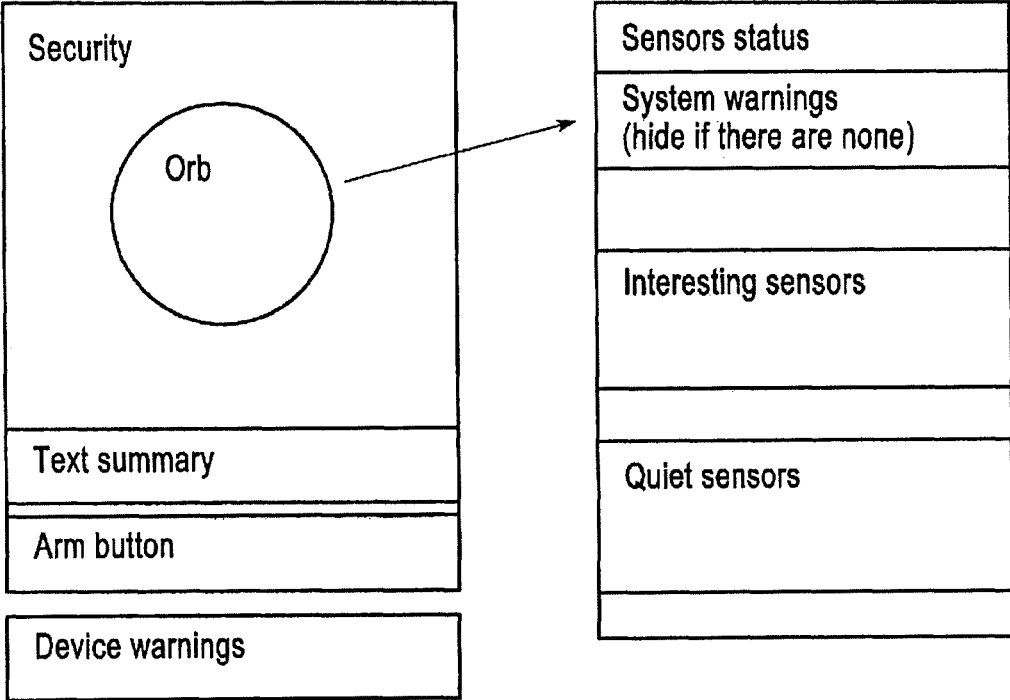 Security
Orb
Text summary
Arm button
Device warnings
Sensors status
System warnings
(hide if there are none)
Interesting sensors
Quiet sensors